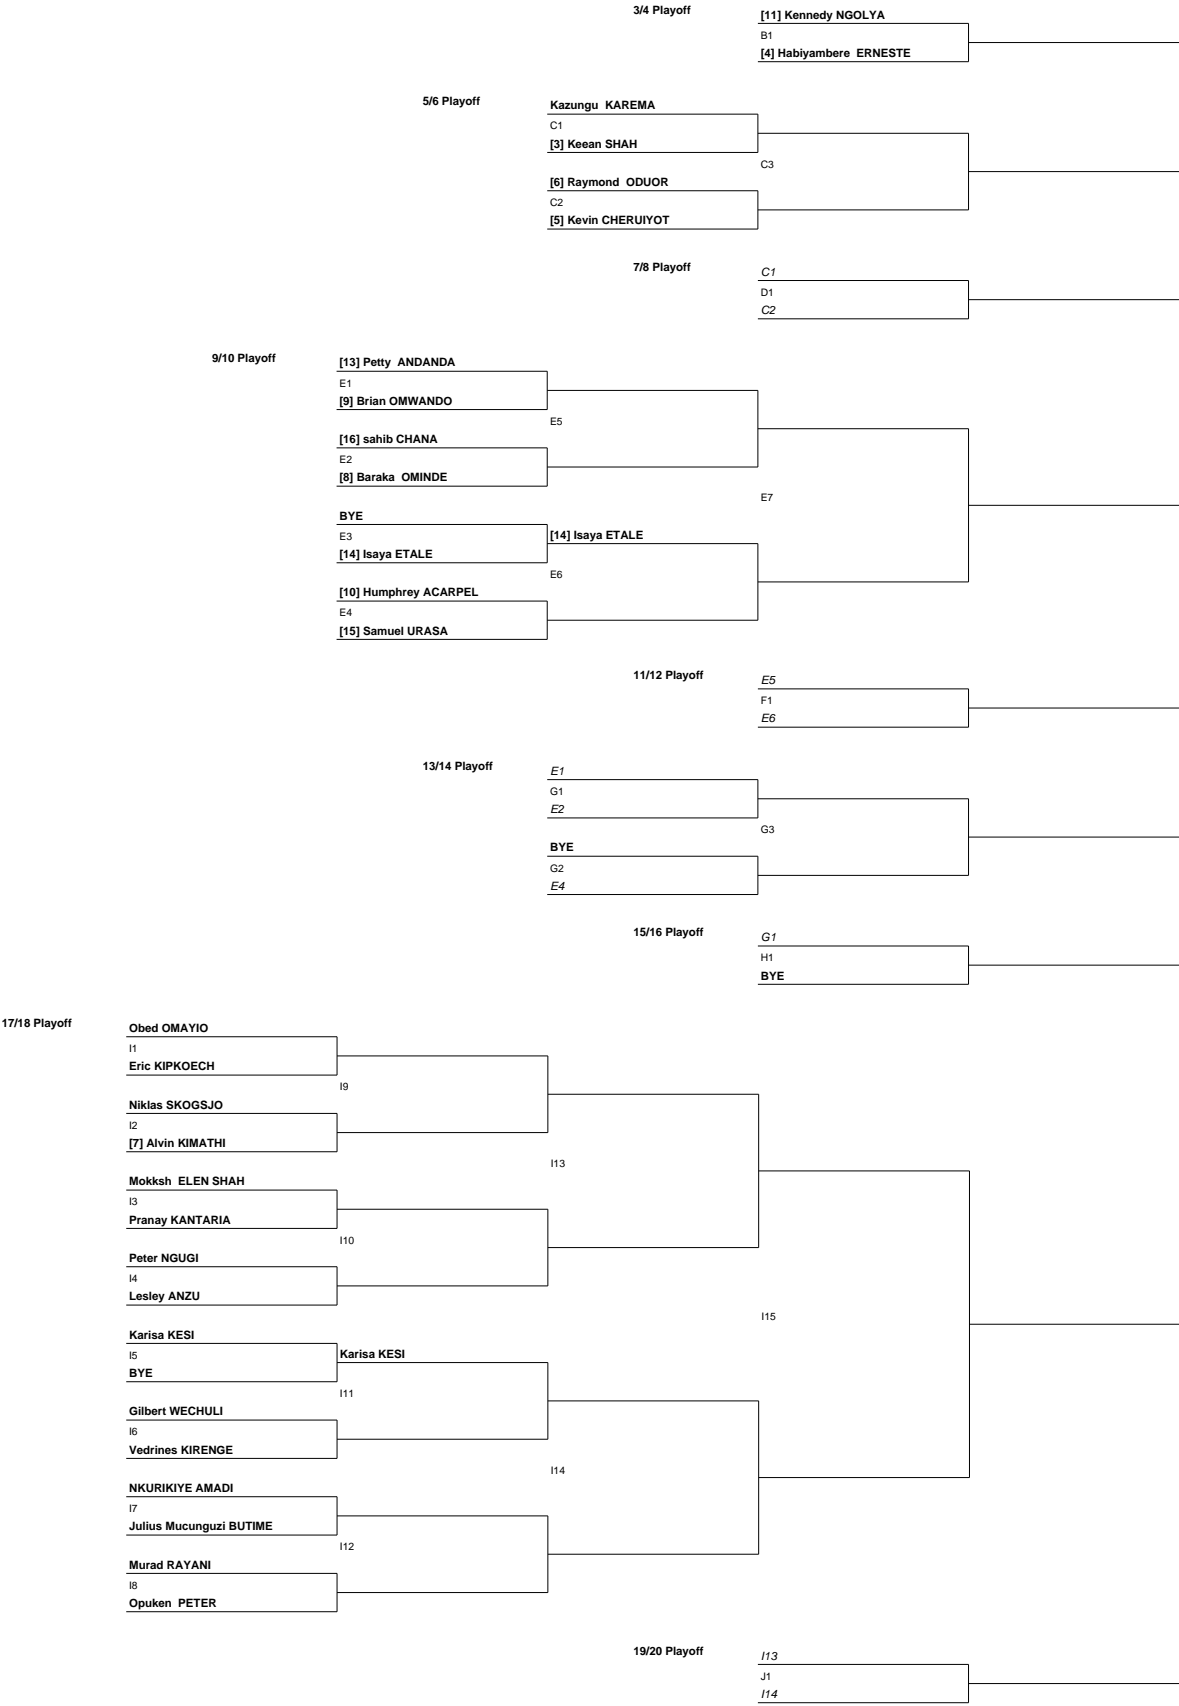 3/4 Playoff
[11] Kennedy NGOLYA
B1
[4] Habiyambere ERNESTE
5/6 Playoff
Kazungu KAREMA
C1
[3] Keean SHAH
C3
[6] Raymond ODUOR
C2
[5] Kevin CHERUIYOT
7/8 Playoff
C1
D1
C2
9/10 Playoff
[13] Petty ANDANDA
E1
[9] Brian OMWANDO
E5
[16] sahib CHANA
E2
[8] Baraka OMINDE
E7
BYE
E3
[14] Isaya ETALE
[14] Isaya ETALE
E6
[10] Humphrey ACARPEL
E4
[15] Samuel URASA
11/12 Playoff
E5
F1
E6
13/14 Playoff
E1
G1
E2
G3
BYE
G2
E4
15/16 Playoff
G1
H1
BYE
17/18 Playoff
Obed OMAYIO
I1
Eric KIPKOECH
I9
Niklas SKOGSJO
I2
[7] Alvin KIMATHI
I13
Mokksh ELEN SHAH
I3
Pranay KANTARIA
I10
Peter NGUGI
I4
Lesley ANZU
I15
Karisa KESI
I5
Karisa KESI
BYE
I11
Gilbert WECHULI
I6
Vedrines KIRENGE
I14
NKURIKIYE AMADI
I7
Julius Mucunguzi BUTIME
I12
Murad RAYANI
I8
Opuken PETER
19/20 Playoff
I13
J1
I14